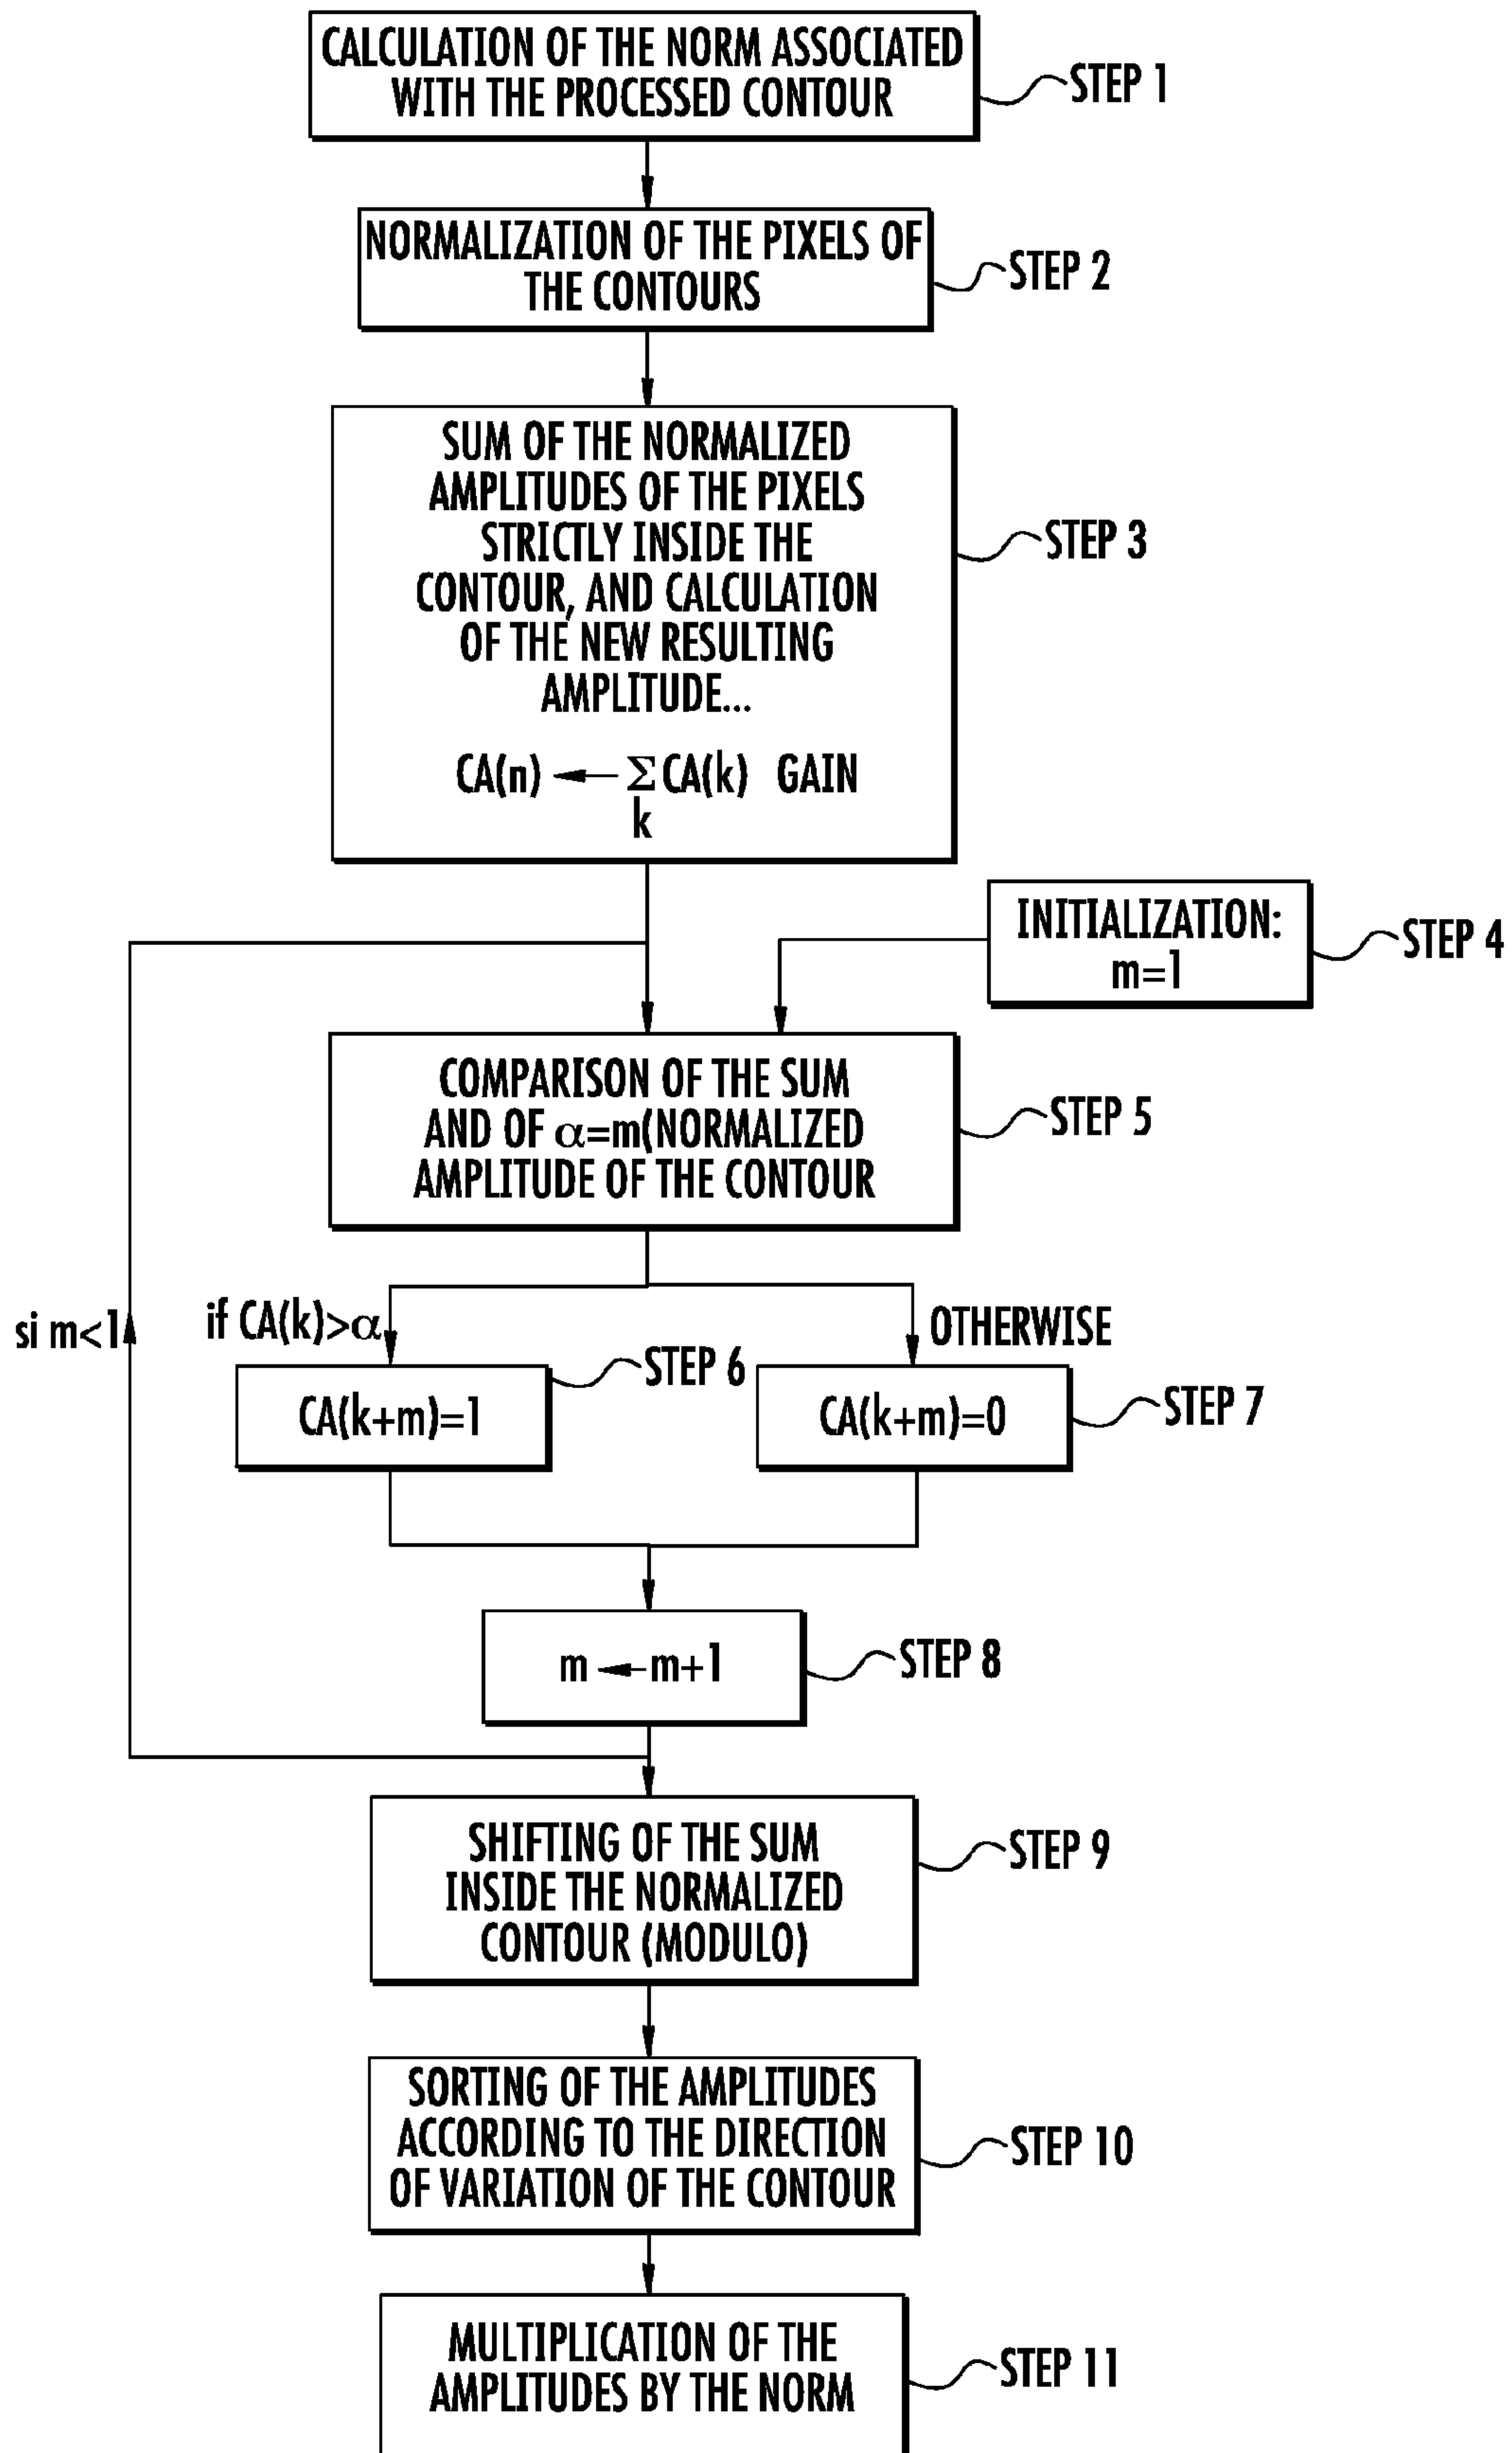 CALCULATION OF THE NORM ASSOCIATED
WITH THE PROCESSED CONTOUR
STEP 1
NORMALIZATION OF THE PIXELS OF
THE CONTOURS
STEP 2
SUM OF THE NORMALIZED
AMPLITUDES OF THE PIXELS
STRICTLY INSIDE THE
CONTOUR, AND CALCULATION
OF THE NEW RESULTING
AMPLITUDE...
CA(n) ← Σ CA(k) GAIN
k
STEP 3
INITIALIZATION:
m=1
STEP 4
COMPARISON OF THE SUM
AND OF α=m(NORMALIZED
AMPLITUDE OF THE CONTOUR
STEP 5
si m<1
if CA(k)>α
OTHERWISE
CA(k+m)=1
STEP 6
CA(k+m)=0
STEP 7
m ← m+1
STEP 8
SHIFTING OF THE SUM
INSIDE THE NORMALIZED
CONTOUR (MODULO)
STEP 9
SORTING OF THE AMPLITUDES
ACCORDING TO THE DIRECTION
OF VARIATION OF THE CONTOUR
STEP 10
MULTIPLICATION OF THE
AMPLITUDES BY THE NORM
STEP 11